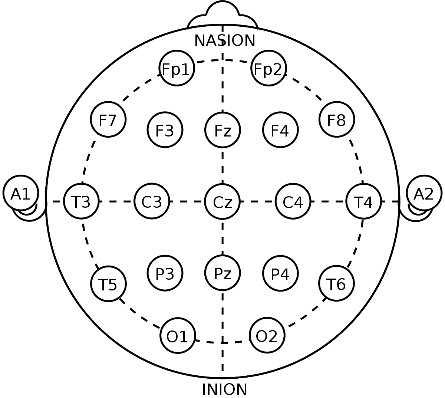 NASION
Fp1 Fp2
F7 F3 Fz F4 F8
A1 T3 C3 Cz C4 T4 A2
T5 P3 Pz P4 T6
O1 O2
INION